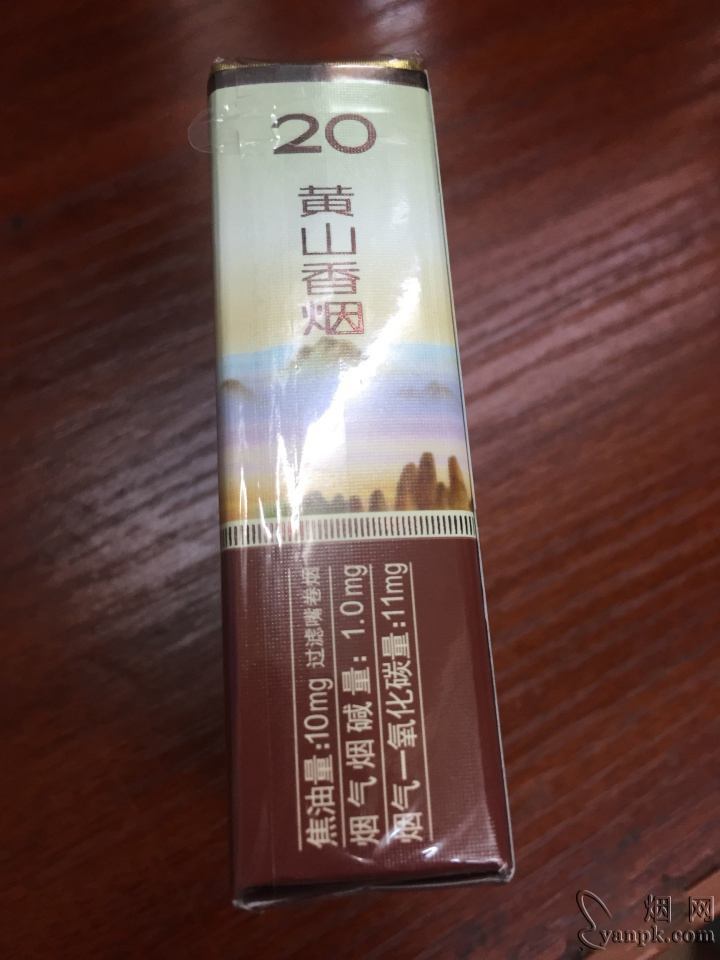 20
黄山香烟
焦油量:10mg 过滤嘴卷烟
烟气烟碱量:1.0mg
烟气一氧化碳量:11mg
烟网
yanpk.com